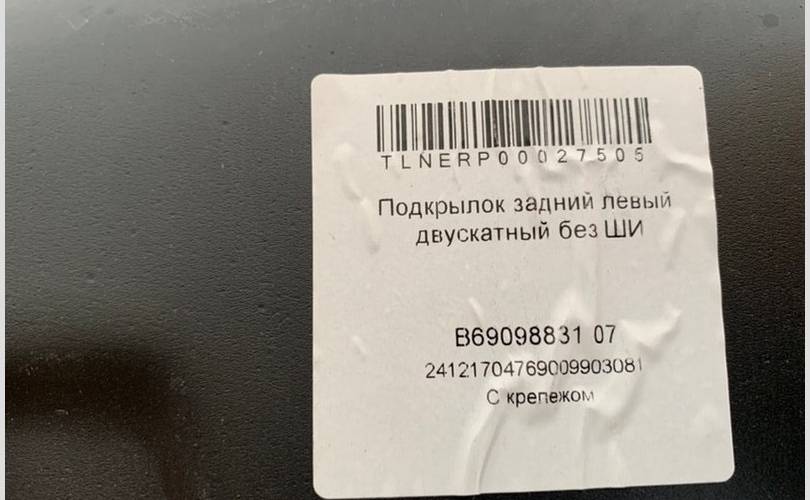 TLNERP00027505
Подкрылок задний левый
двускатный без ШИ
B69098831 07
24121704769009903081
С крепежом